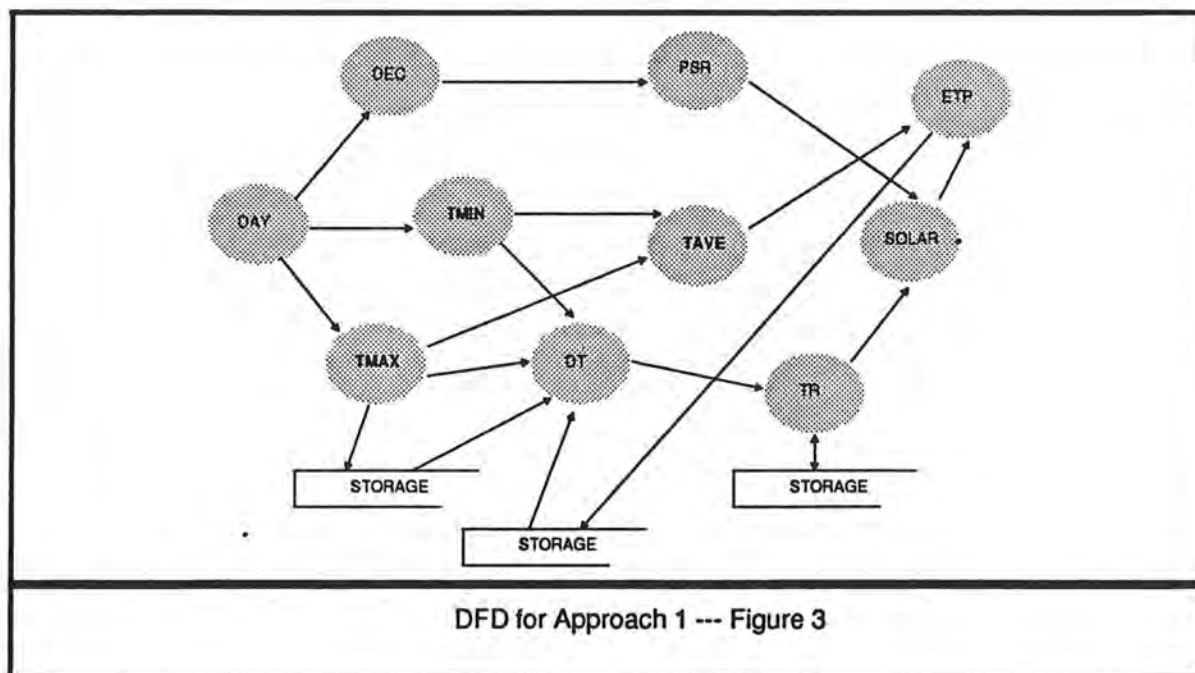 DEC
PSR
ETP
DAY
TMIN
TAVE
SOLAR
TMAX
DT
TR
STORAGE
STORAGE
STORAGE
DFD for Approach 1 --- Figure 3